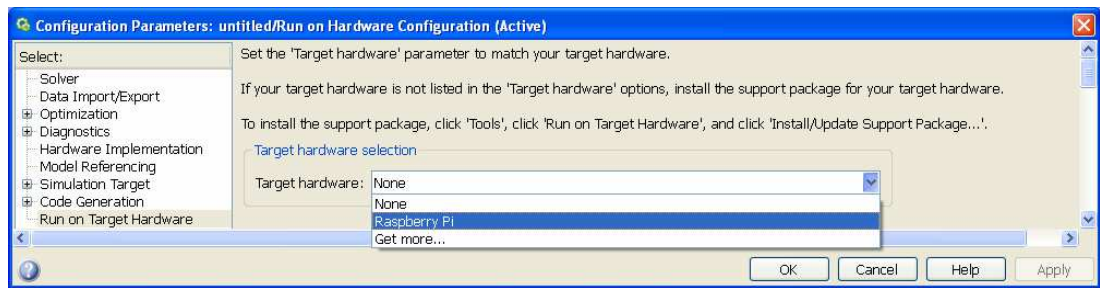 Configuration Parameters: untitled/Run on Hardware Configuration (Active)
Select:
Solver
Data Import/Export
Optimization
Diagnostics
Hardware Implementation
Model Referencing
Simulation Target
Code Generation
Run on Target Hardware
Set the 'Target hardware' parameter to match your target hardware.
If your target hardware is not listed in the 'Target hardware' options, install the support package for your target hardware.
To install the support package, click 'Tools', click 'Run on Target Hardware', and click 'Install/Update Support Package...'.
Target hardware selection
Target hardware: None
None
Raspberry Pi
Get more...
OK Cancel Help Apply